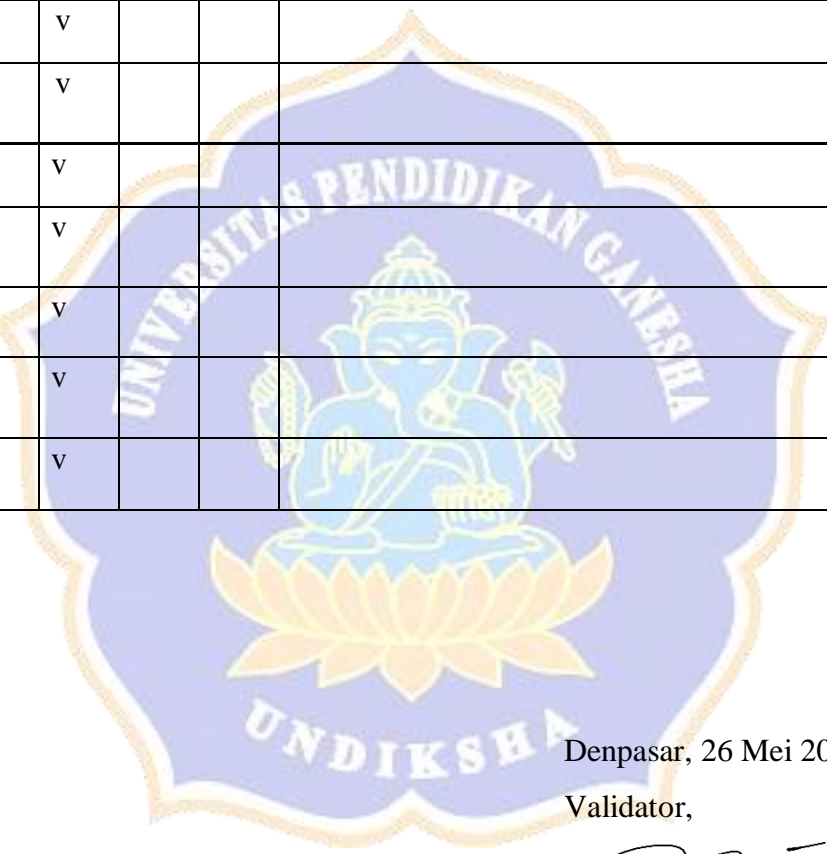 v
v
v
UNIVERSITAS PENDIDIKAN GANESHA
v
v
v
v
UNDIKSHA
Denpasar, 26 Mei 20
Validator,